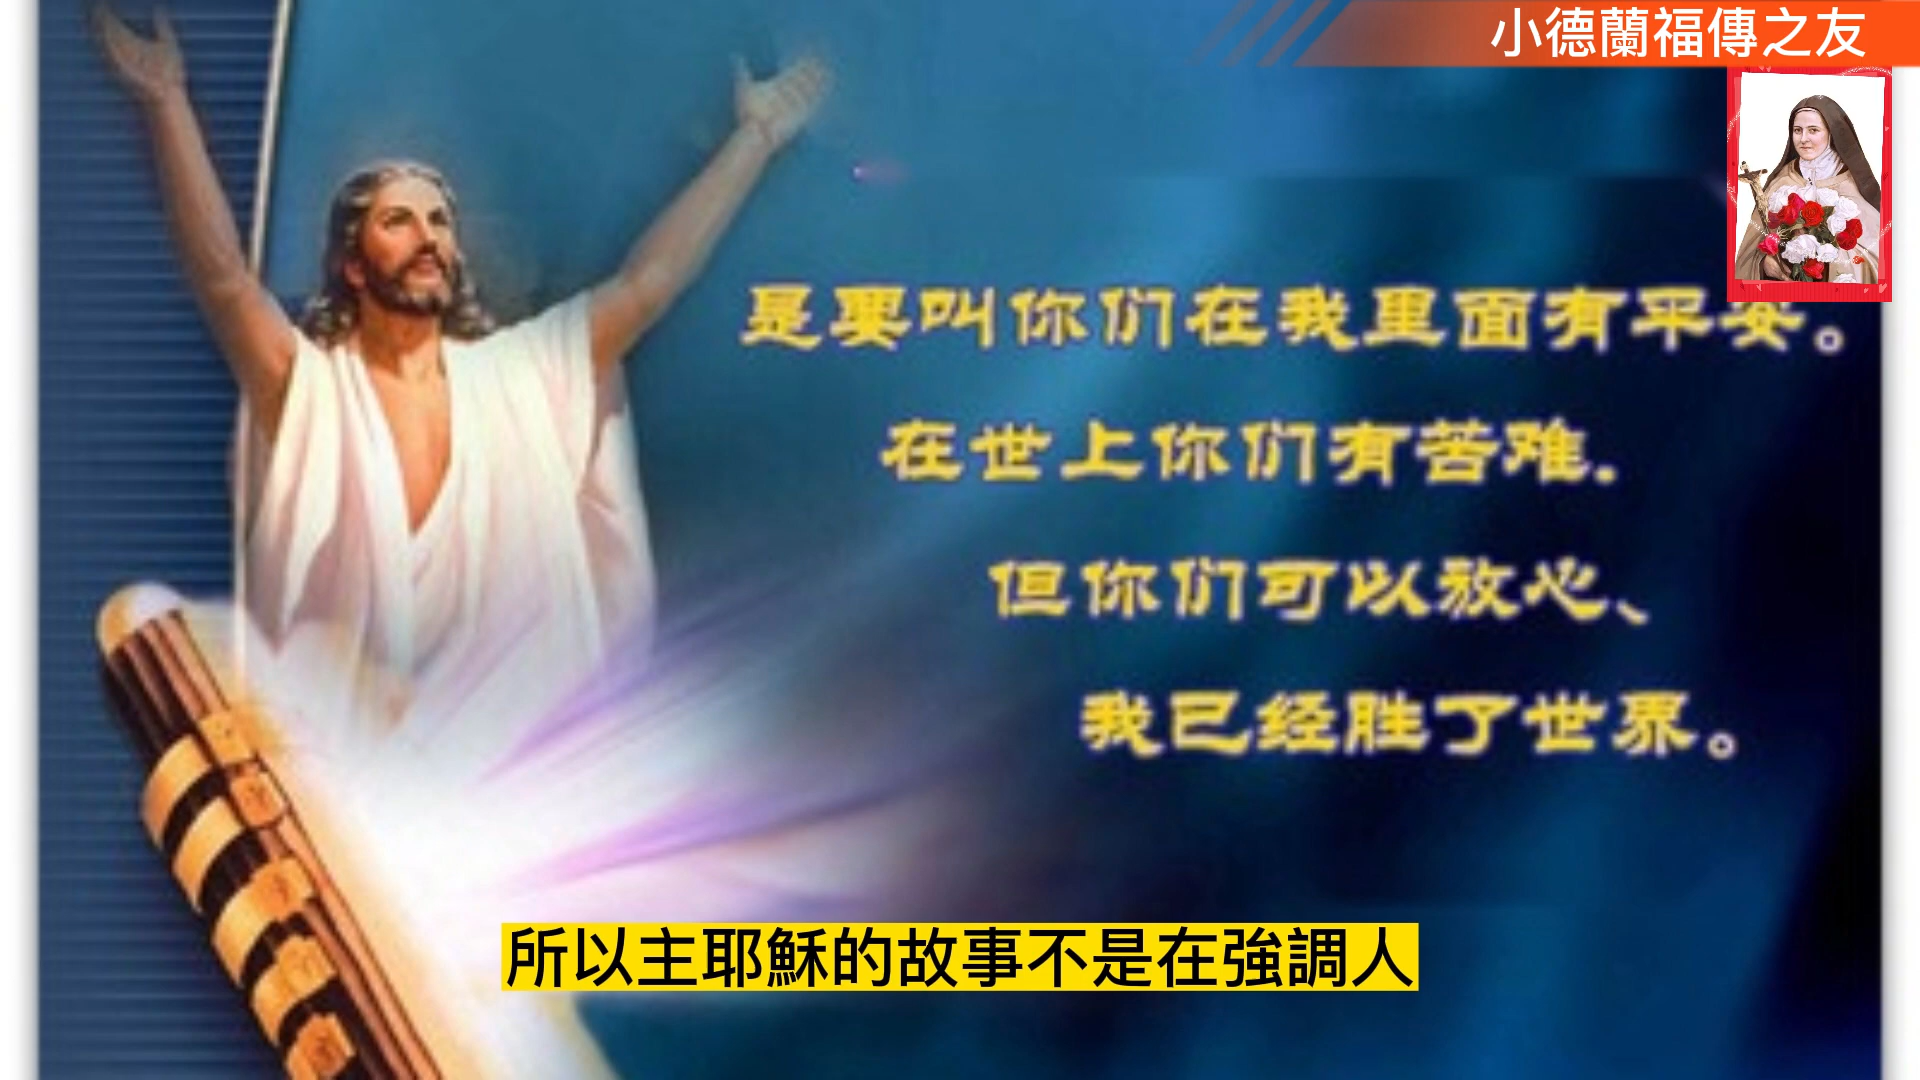 小德蘭福傳之友
是要叫你们在我里面有平安。
在世上你们有苦难.
但你们可以放心、
我已经胜了世界。
所以主耶穌的故事不是在強調人